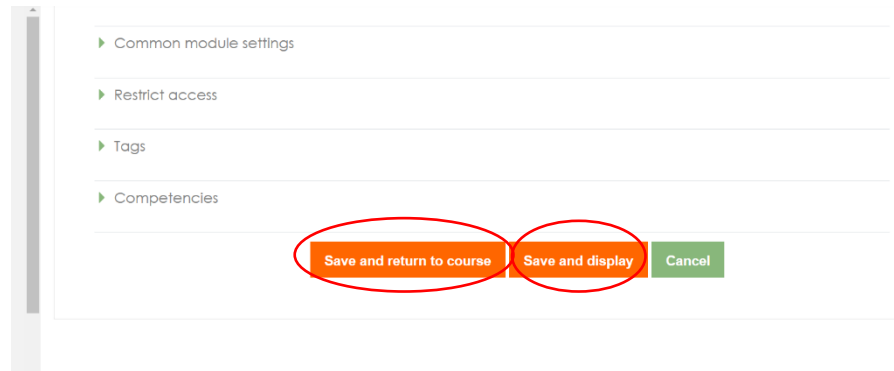 Common module settings
Restrict access
Tags
Competencies
Save and return to course Save and display Cancel